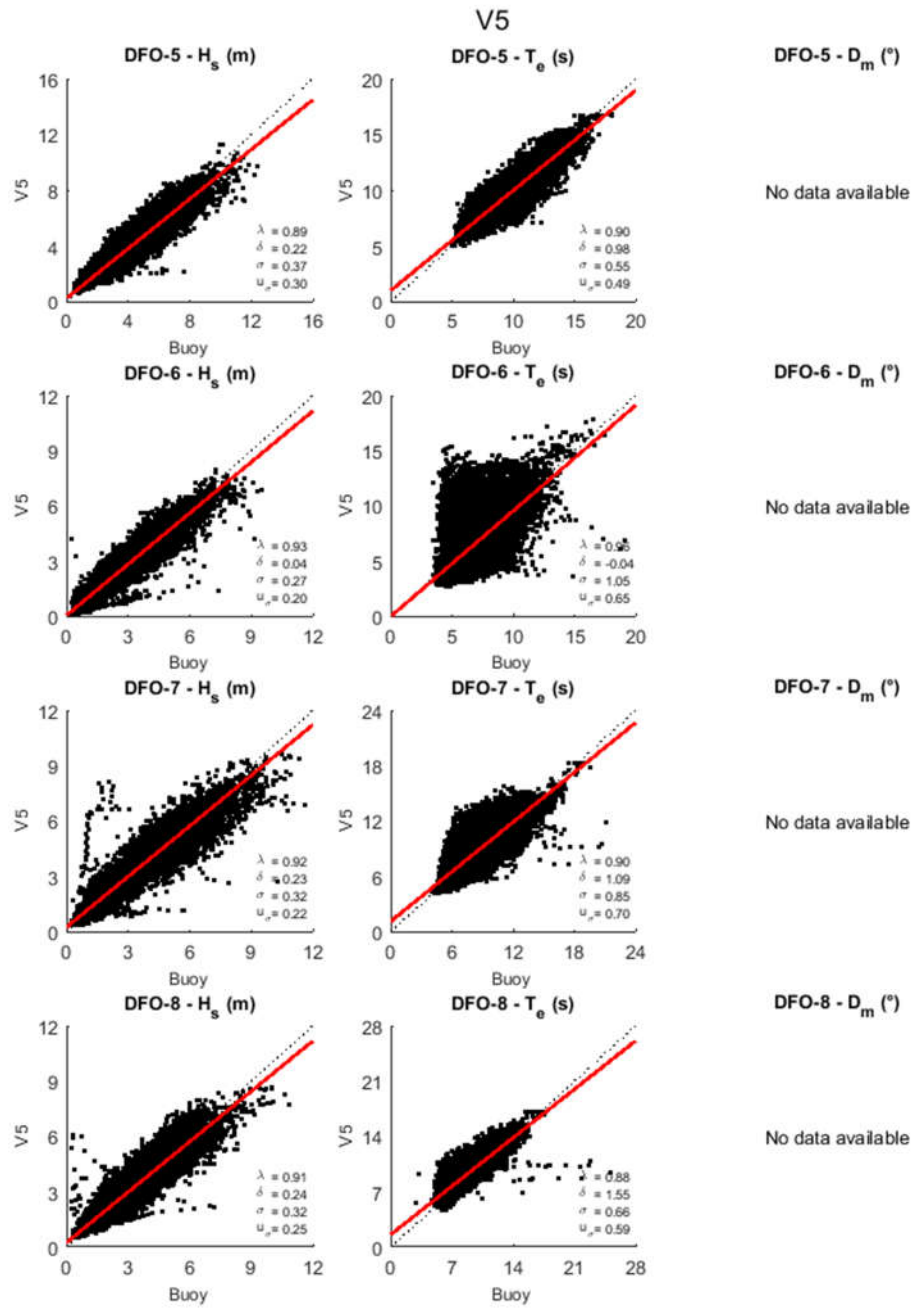 V5
DFO-5 - Hs (m)
DFO-5 - Te (s)
DFO-5 - Dm (°)
16
12
8
4
0
V5
λ = 0.89
δ = 0.22
σ = 0.37
uσ = 0.30
0 4 8 12 16
Buoy
20
15
10
5
0
V5
λ = 0.90
δ = 0.98
σ = 0.55
uσ = 0.49
0 5 10 15 20
Buoy
No data available
DFO-6 - Hs (m)
DFO-6 - Te (s)
DFO-6 - Dm (°)
12
9
6
3
0
V5
λ = 0.93
δ = 0.04
σ = 0.27
uσ = 0.20
0 3 6 9 12
Buoy
20
15
10
5
0
V5
λ =
δ = -0.04
σ = 1.05
uσ = 0.65
0 5 10 15 20
Buoy
No data available
DFO-7 - Hs (m)
DFO-7 - Te (s)
DFO-7 - Dm (°)
12
9
6
3
0
V5
λ = 0.92
δ = 0.23
σ = 0.32
uσ = 0.22
0 3 6 9 12
Buoy
24
18
12
6
0
V5
λ = 0.90
δ = 1.09
σ = 0.85
uσ = 0.70
0 6 12 18 24
Buoy
No data available
DFO-8 - Hs (m)
DFO-8 - Te (s)
DFO-8 - Dm (°)
12
9
6
3
0
V5
λ = 0.91
δ = 0.24
σ = 0.32
uσ = 0.25
0 3 6 9 12
Buoy
28
21
14
7
0
V5
λ = 0.88
δ = 1.55
σ = 0.66
uσ = 0.59
0 7 14 21 28
Buoy
No data available